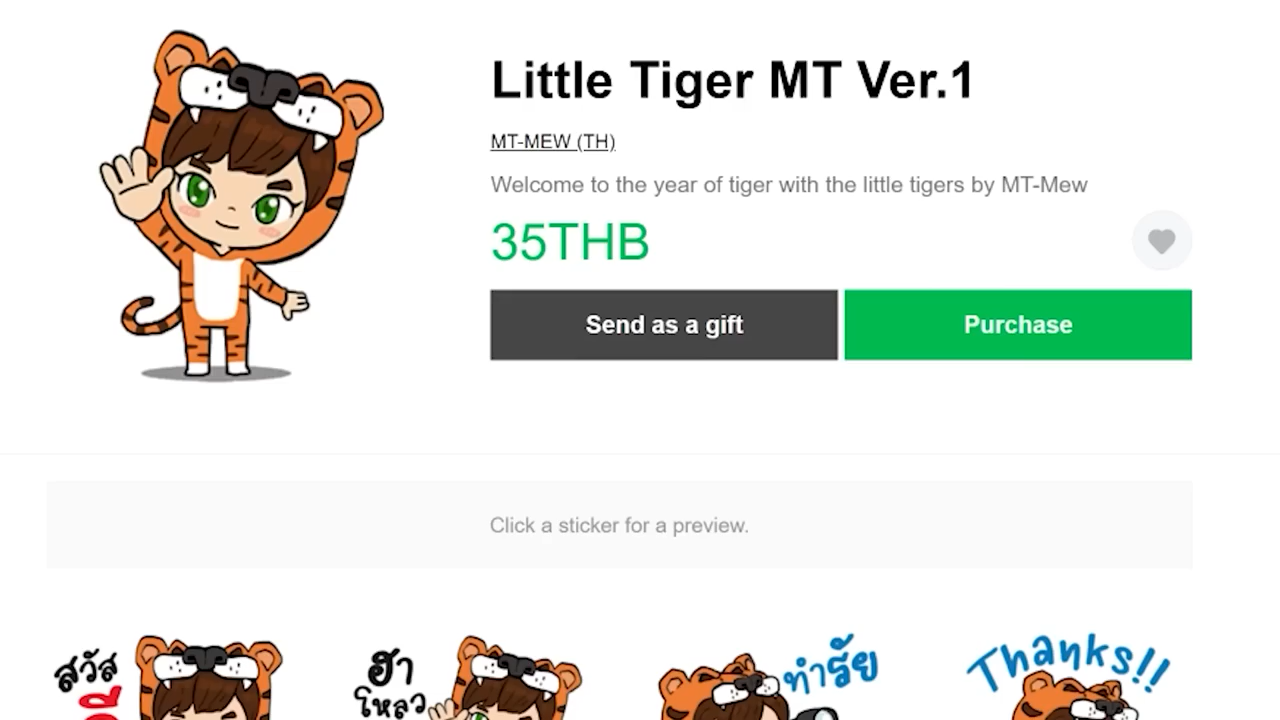 Little Tiger MT Ver.1
MT-MEW (TH)
Welcome to the year of tiger with the little tigers by MT-Mew
35THB
Send as a gift
Purchase
Click a sticker for a preview.
สวัส
ดี
ฮา
โหลว
ทำรัย
Thanks!!